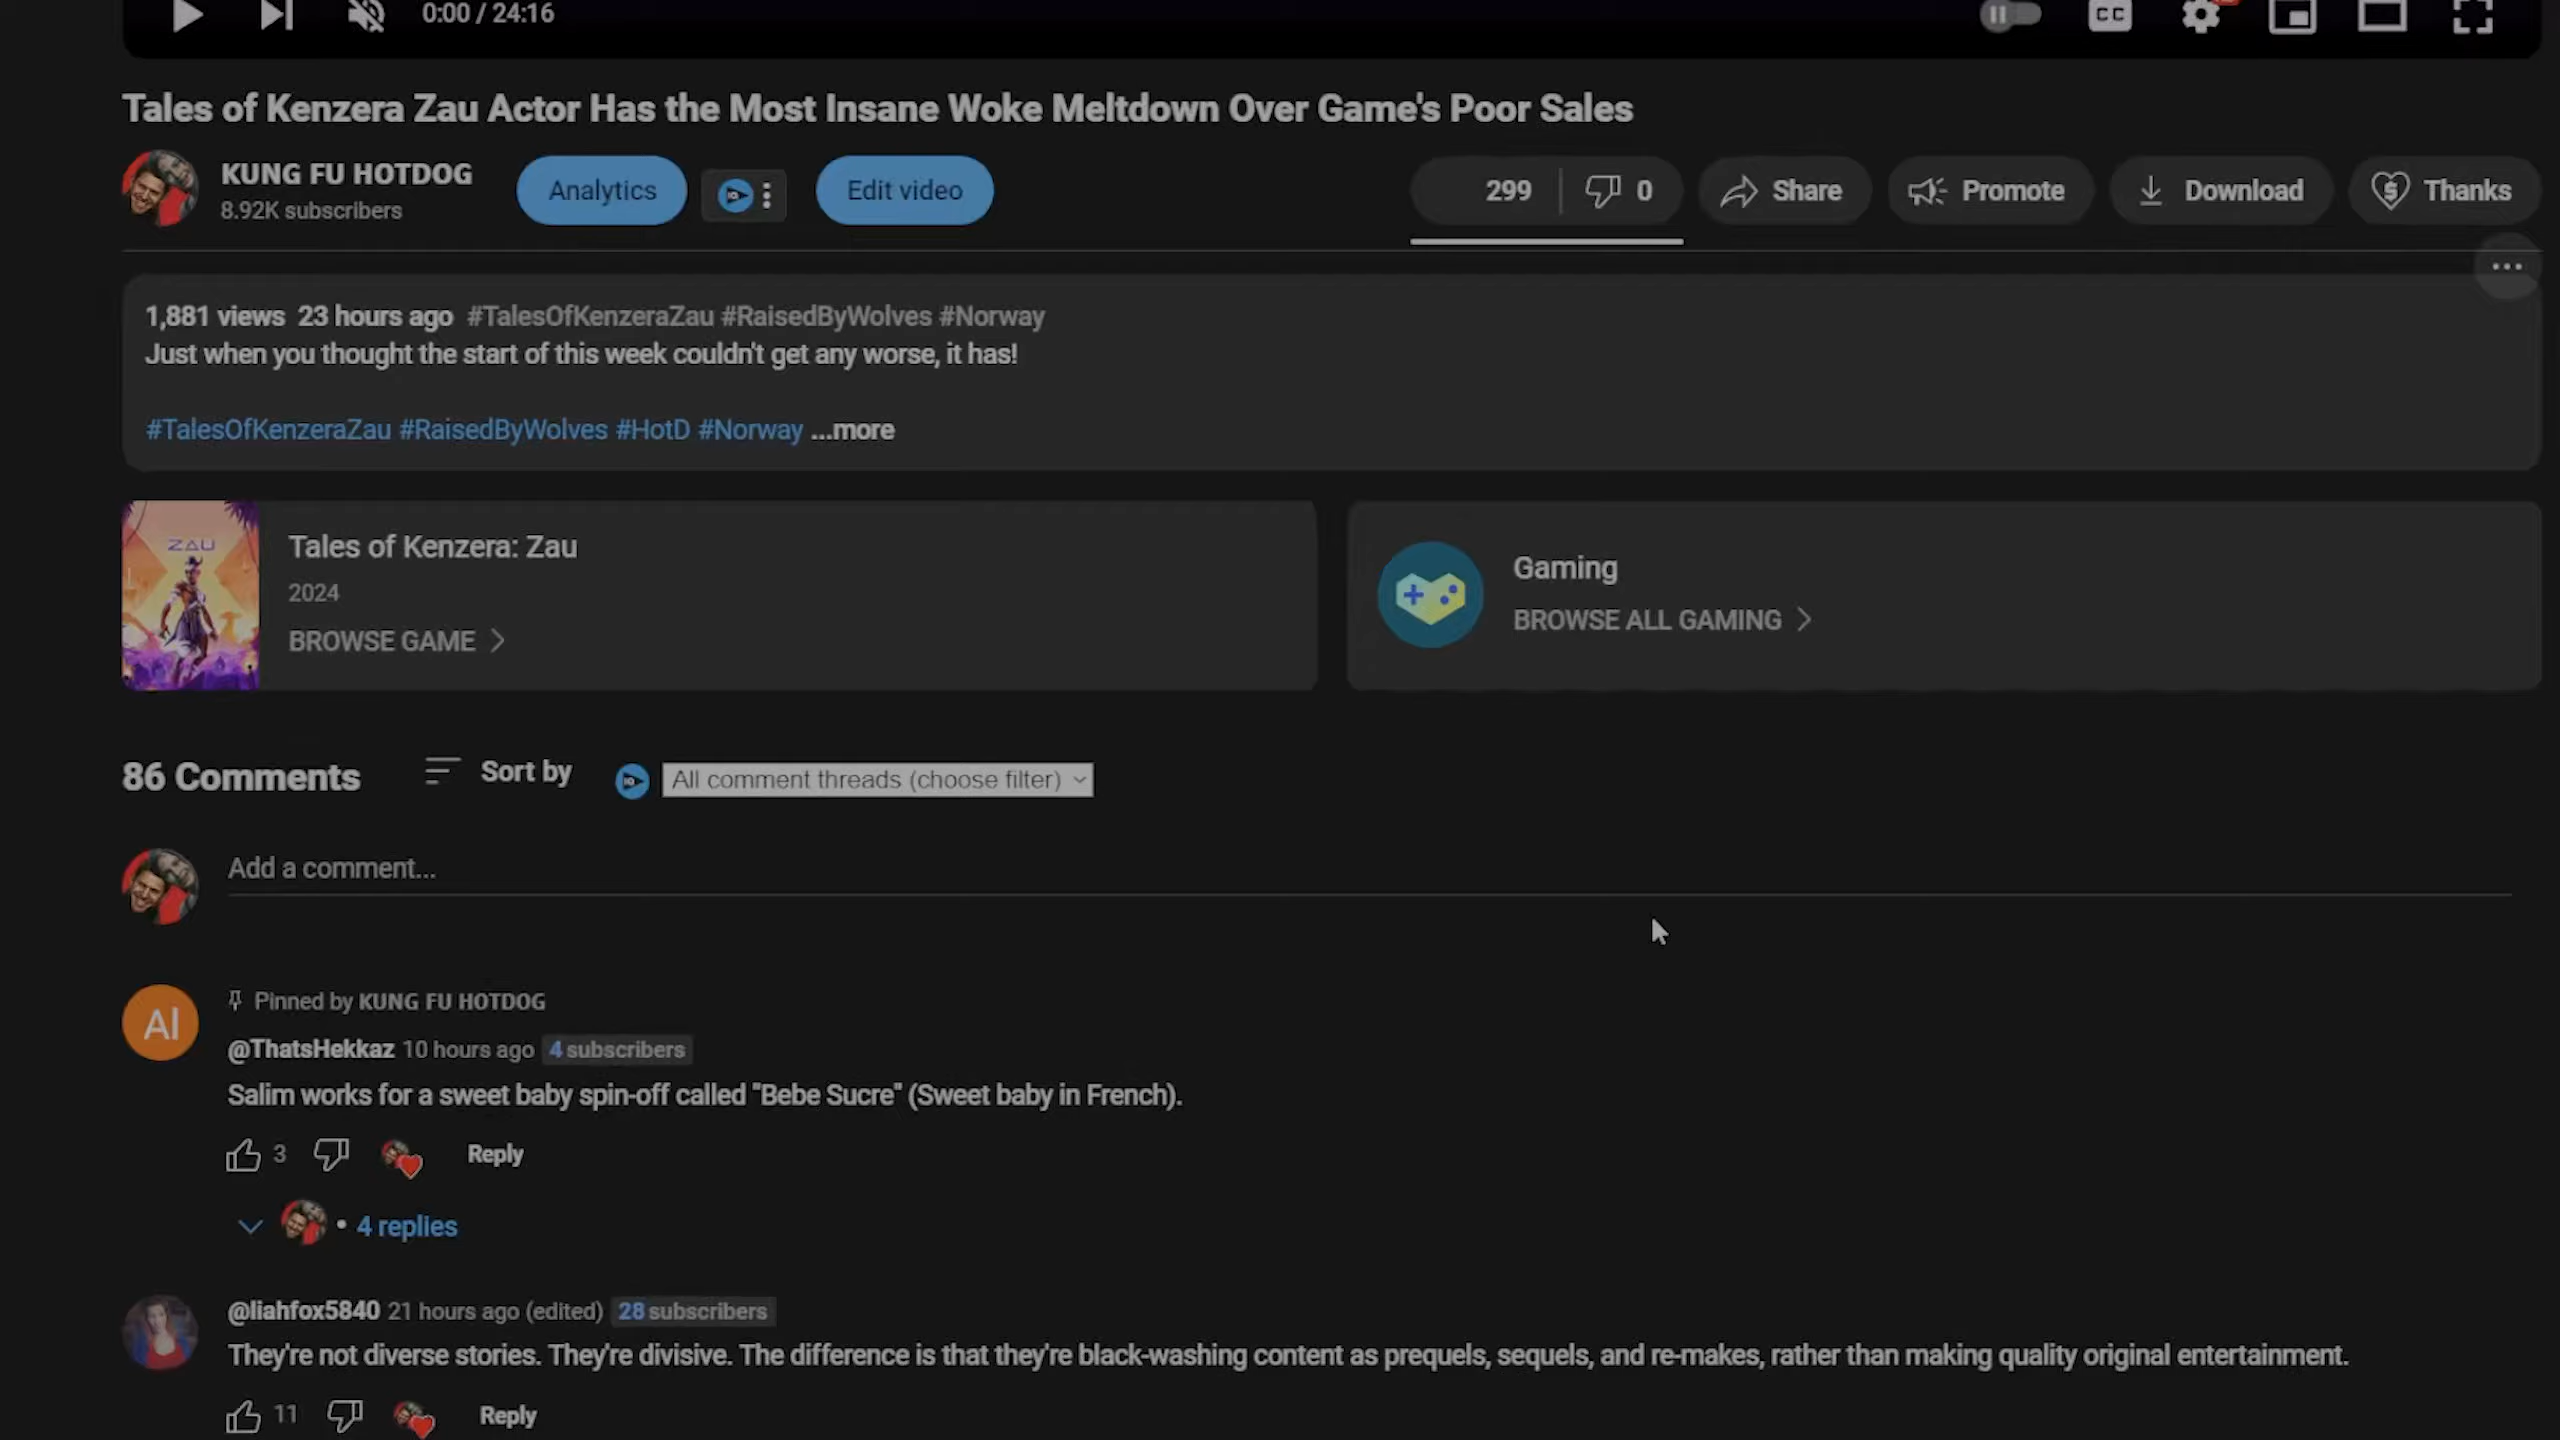 0:00 / 24:16
CC
Tales of Kenzera Zau Actor Has the Most Insane Woke Meltdown Over Game's Poor Sales
KUNG FU HOTDOG
8.92K subscribers
Analytics
Edit video
299
0
Share
Promote
Download
Thanks
1,881 views 23 hours ago #TalesOfKenzeraZau #RaisedByWolves #Norway
Just when you thought the start of this week couldn't get any worse, it has!
#TalesOfKenzeraZau #RaisedByWolves #HotD #Norway ...more
ZAU
Tales of Kenzera: Zau
2024
BROWSE GAME
Gaming
BROWSE ALL GAMING
86 Comments
Sort by
All comment threads (choose filter)
Add a comment...
Pinned by KUNG FU HOTDOG
Al
@ThatsHekkaz 10 hours ago 4 subscribers
Salim works for a sweet baby spin-off called "Bebe Sucre" (Sweet baby in French).
3
Reply
• 4 replies
@liahfox5840 21 hours ago (edited) 28 subscribers
They're not diverse stories. They're divisive. The difference is that they're black-washing content as prequels, sequels, and re-makes, rather than making quality original entertainment.
11
Reply